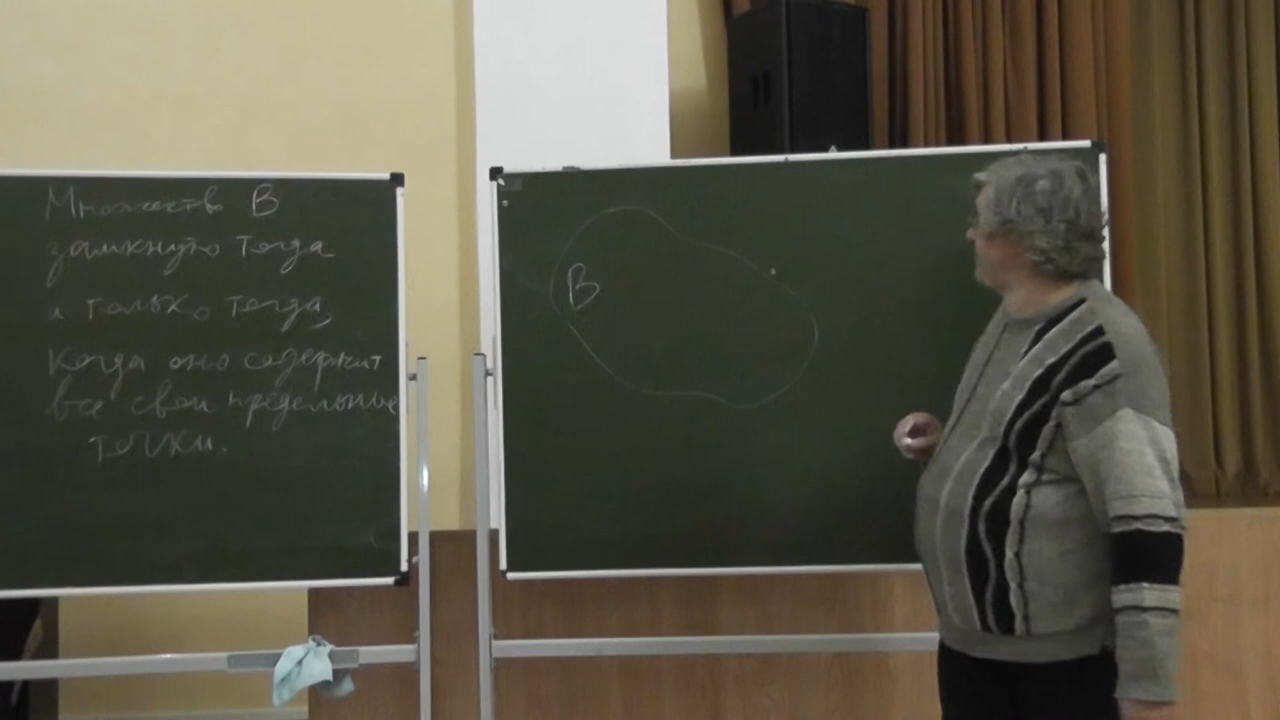 Множество B
замкнуто тогда
и только тогда,
когда оно содержит
все свои предельные
точки.
B